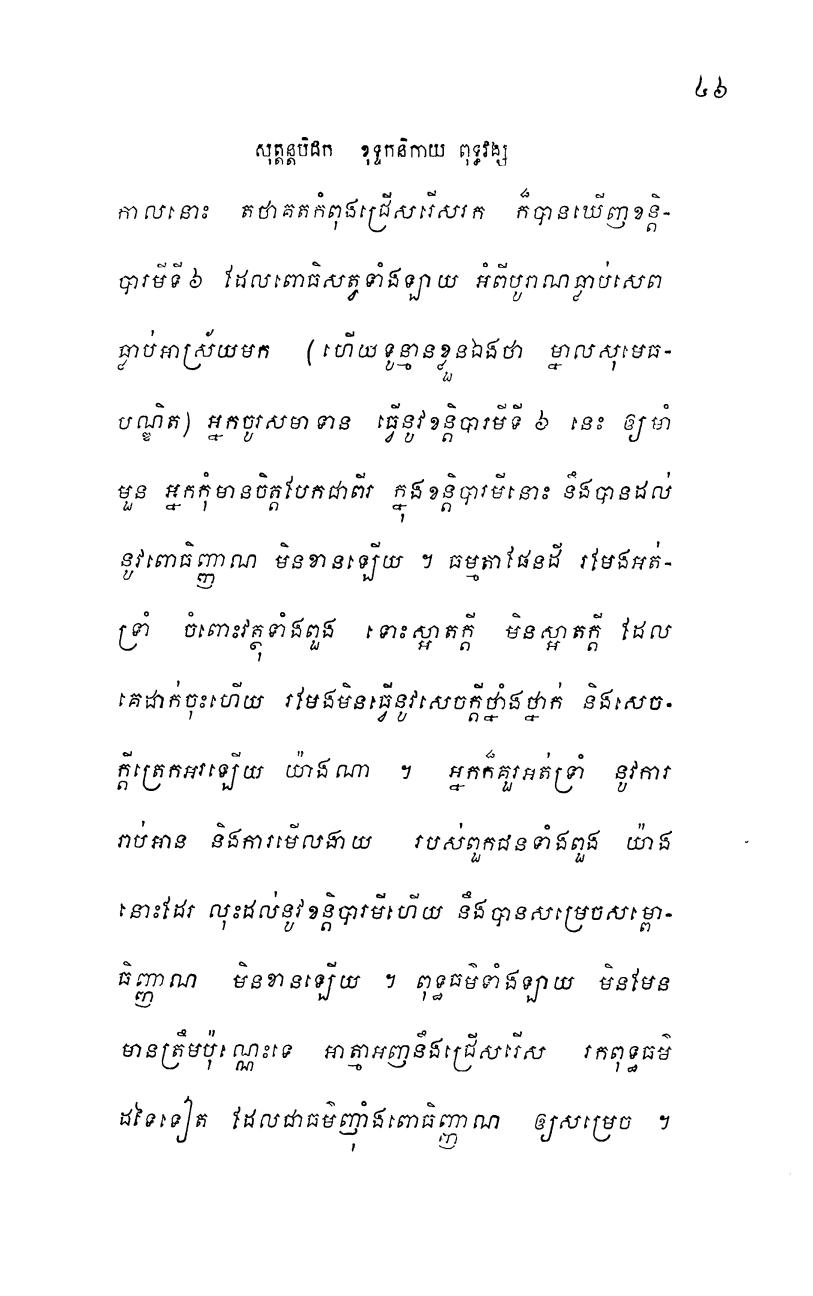 ៤៦
សុត្តន្តបិដក ខុទ្ទកនិកាយ ពុទ្ធវង្ស
កាលនោះ តថាគតកំពុងជ្រើសរើសរក ក៏បានឃើញខន្តិ-
បារមីទី ៦ ដែលពោធិសត្វទាំងឡាយ អំពីបូរាណធ្លាប់សេព
ធ្លាប់អាស្រ័យមក (ហើយទូន្មានខ្លួនឯងថា ម្នាលសុមេធ-
បណ្ឌិត) អ្នកចូរសមាទាន ធ្វើនូវខន្តិបារមីទី ៦ នេះ ឲ្យមាំ
មួន អ្នកកុំមានចិត្តបែកជាពីរ ក្នុងខន្តិបារមីនោះ នឹងបានដល់
នូវពោធិញ្ញាណ មិនខានឡើយ ។ ធម្មតាផែនដី រមែងអត់-
ទ្រាំ ចំពោះវត្ថុទាំងពួង ទោះស្អាតក្តី មិនស្អាតក្តី ដែល
គេដាក់ចុះហើយ រមែងមិនធ្វើនូវសេចក្តីថ្នាំងថ្នាក់ និងសេច-
ក្តីត្រេកអរឡើយ យ៉ាងណា ។ អ្នកក៏គួរអត់ទ្រាំ នូវការ
រាប់អាន និងការមើលងាយ របស់ពួកជនទាំងពួង យ៉ាង
នោះដែរ លុះដល់នូវខន្តិបារមីហើយ នឹងបានសម្រេចសម្ពោ-
ធិញ្ញាណ មិនខានឡើយ ។ ពុទ្ធធម៌ទាំងឡាយ មិនមែន
មានត្រឹមប៉ុណ្ណេះទេ អាត្មាអញនឹងជ្រើសរើស រកពុទ្ធធម៌
ដទៃទៀត ដែលជាធម៌ញ៉ាំងពោធិញ្ញាណ ឲ្យសម្រេច ។